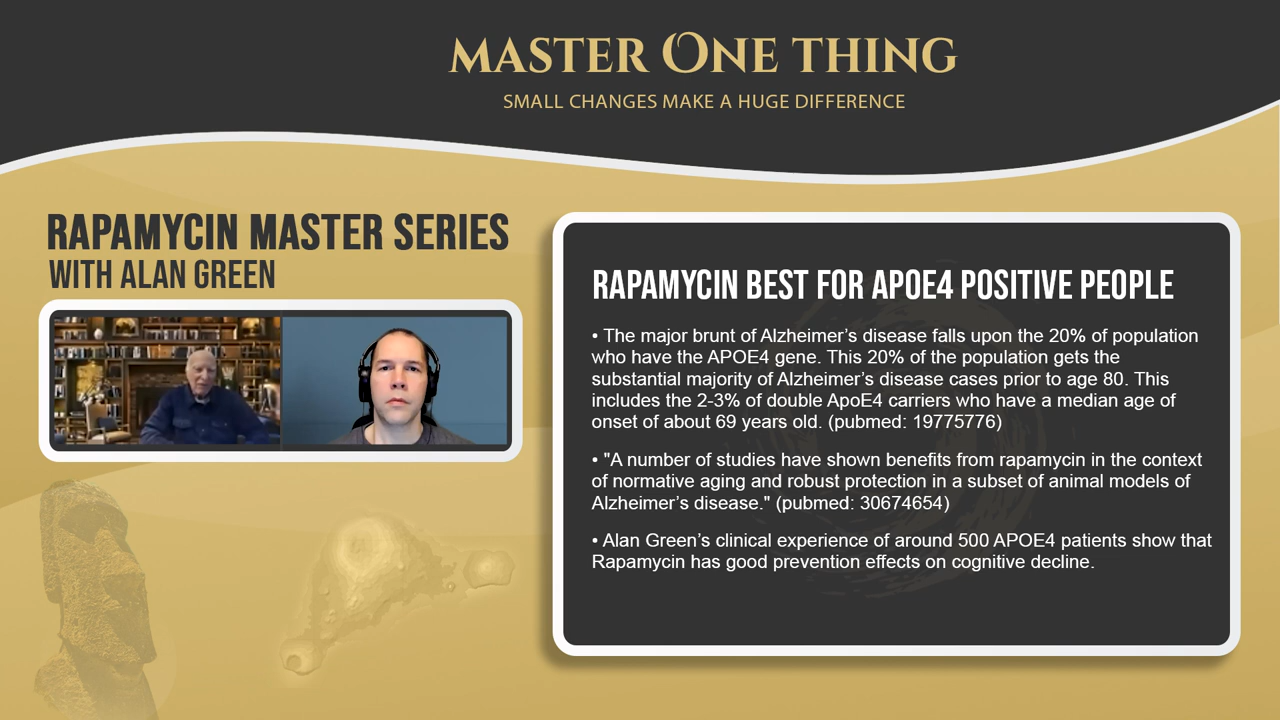 MASTER ONE THING
SMALL CHANGES MAKE A HUGE DIFFERENCE
RAPAMYCIN MASTER SERIES
WITH ALAN GREEN
RAPAMYCIN BEST FOR APOE4 POSITIVE PEOPLE
• The major brunt of Alzheimer's disease falls upon the 20% of population
who have the APOE4 gene. This 20% of the population gets the
substantial majority of Alzheimer's disease cases prior to age 80. This
includes the 2-3% of double ApoE4 carriers who have a median age of
onset of about 69 years old. (pubmed: 19775776)
• "A number of studies have shown benefits from rapamycin in the context
of normative aging and robust protection in a subset of animal models of
Alzheimer's disease." (pubmed: 30674654)
• Alan Green's clinical experience of around 500 APOE4 patients show that
Rapamycin has good prevention effects on cognitive decline.